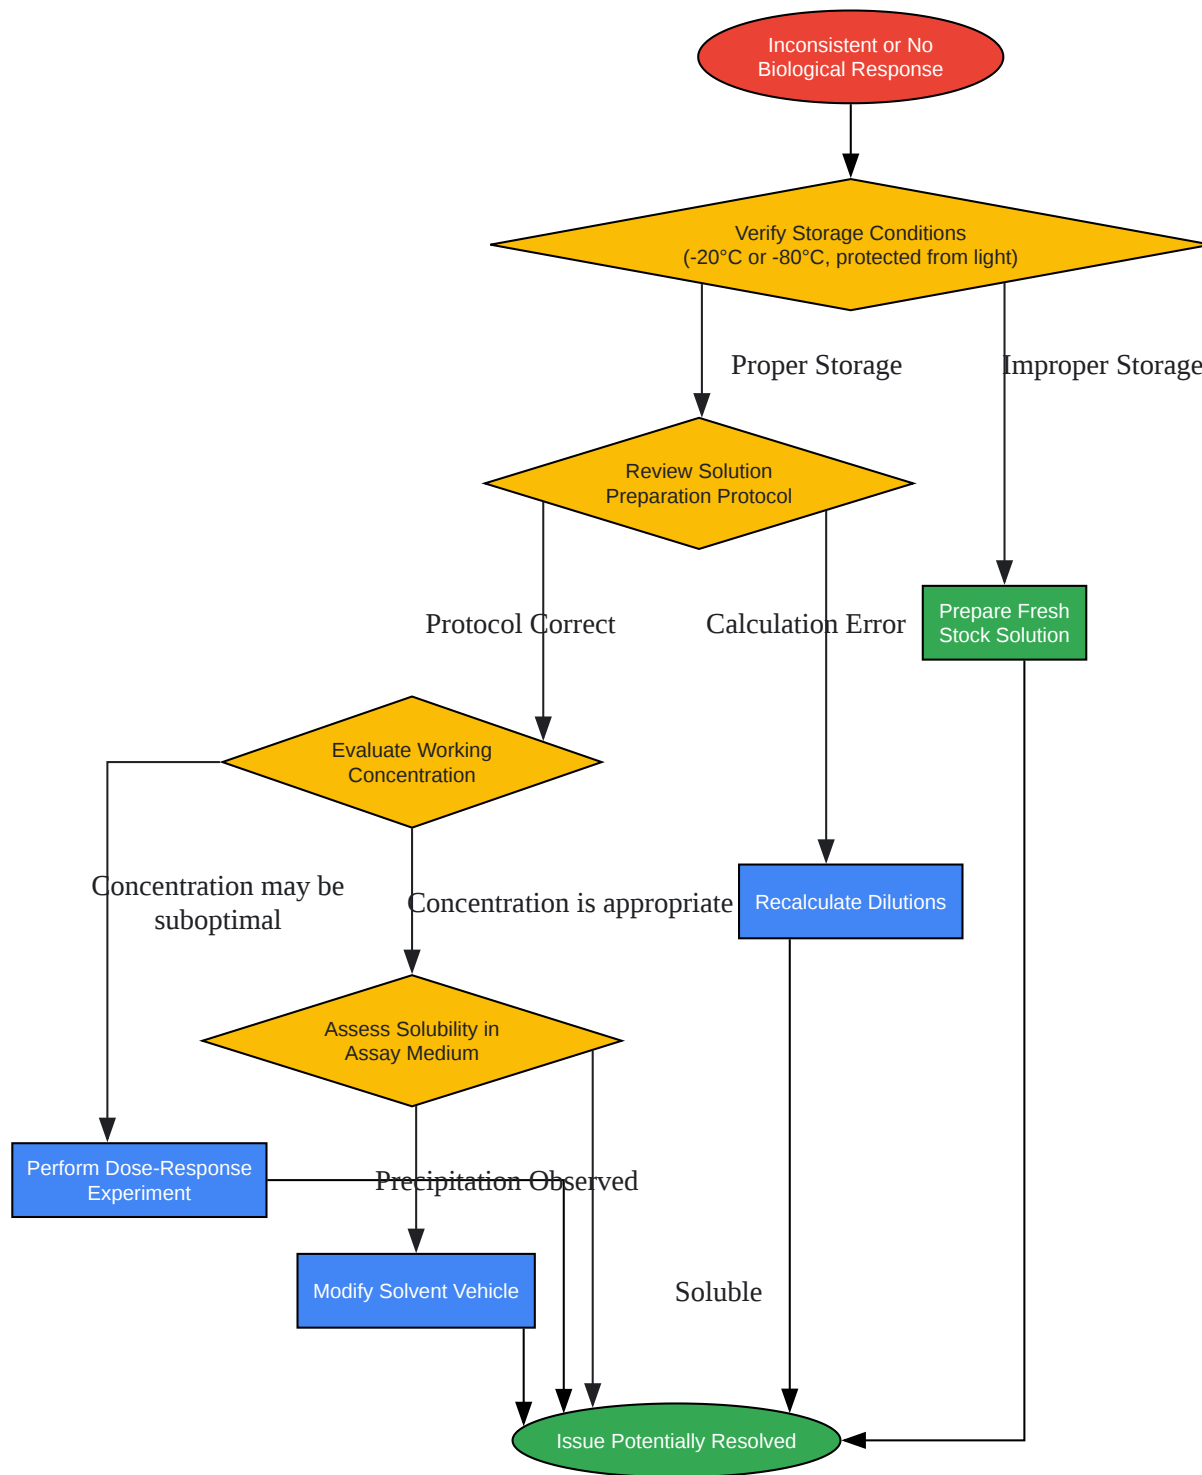 Inconsistent or No
Biological Response
Verify Storage Conditions
(-20°C or -80°C, protected from light)
Proper Storage
Improper Storage
Review Solution
Preparation Protocol
Prepare Fresh
Stock Solution
Protocol Correct
Calculation Error
Evaluate Working
Concentration
Concentration may be
suboptimal
Concentration is appropriate
Recalculate Dilutions
Assess Solubility in
Assay Medium
Perform Dose-Response
Experiment
Precipitation Observed
Modify Solvent Vehicle
Soluble
Issue Potentially Resolved